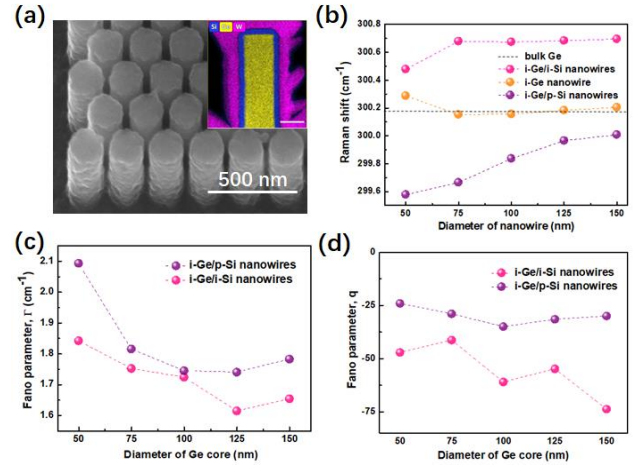 (a)
Si Ge W
500 nm
(b)
300.8
300.6
300.4
300.2
300.0
299.8
299.6
Raman shift (cm-1)
bulk Ge
i-Ge/i-Si nanowires
i-Ge nanowire
i-Ge/p-Si nanowires
50 75 100 125 150
Diameter of nanowire (nm)
(c)
2.1
2.0
1.9
1.8
1.7
1.6
Fano parameter, Γ (cm-1)
i-Ge/p-Si nanowires
i-Ge/i-Si nanowires
50 75 100 125 150
Diameter of Ge core (nm)
(d)
0
-25
-50
-75
Fano parameter, q
i-Ge/i-Si nanowires
i-Ge/p-Si nanowires
50 75 100 125 150
Diameter of Ge core (nm)